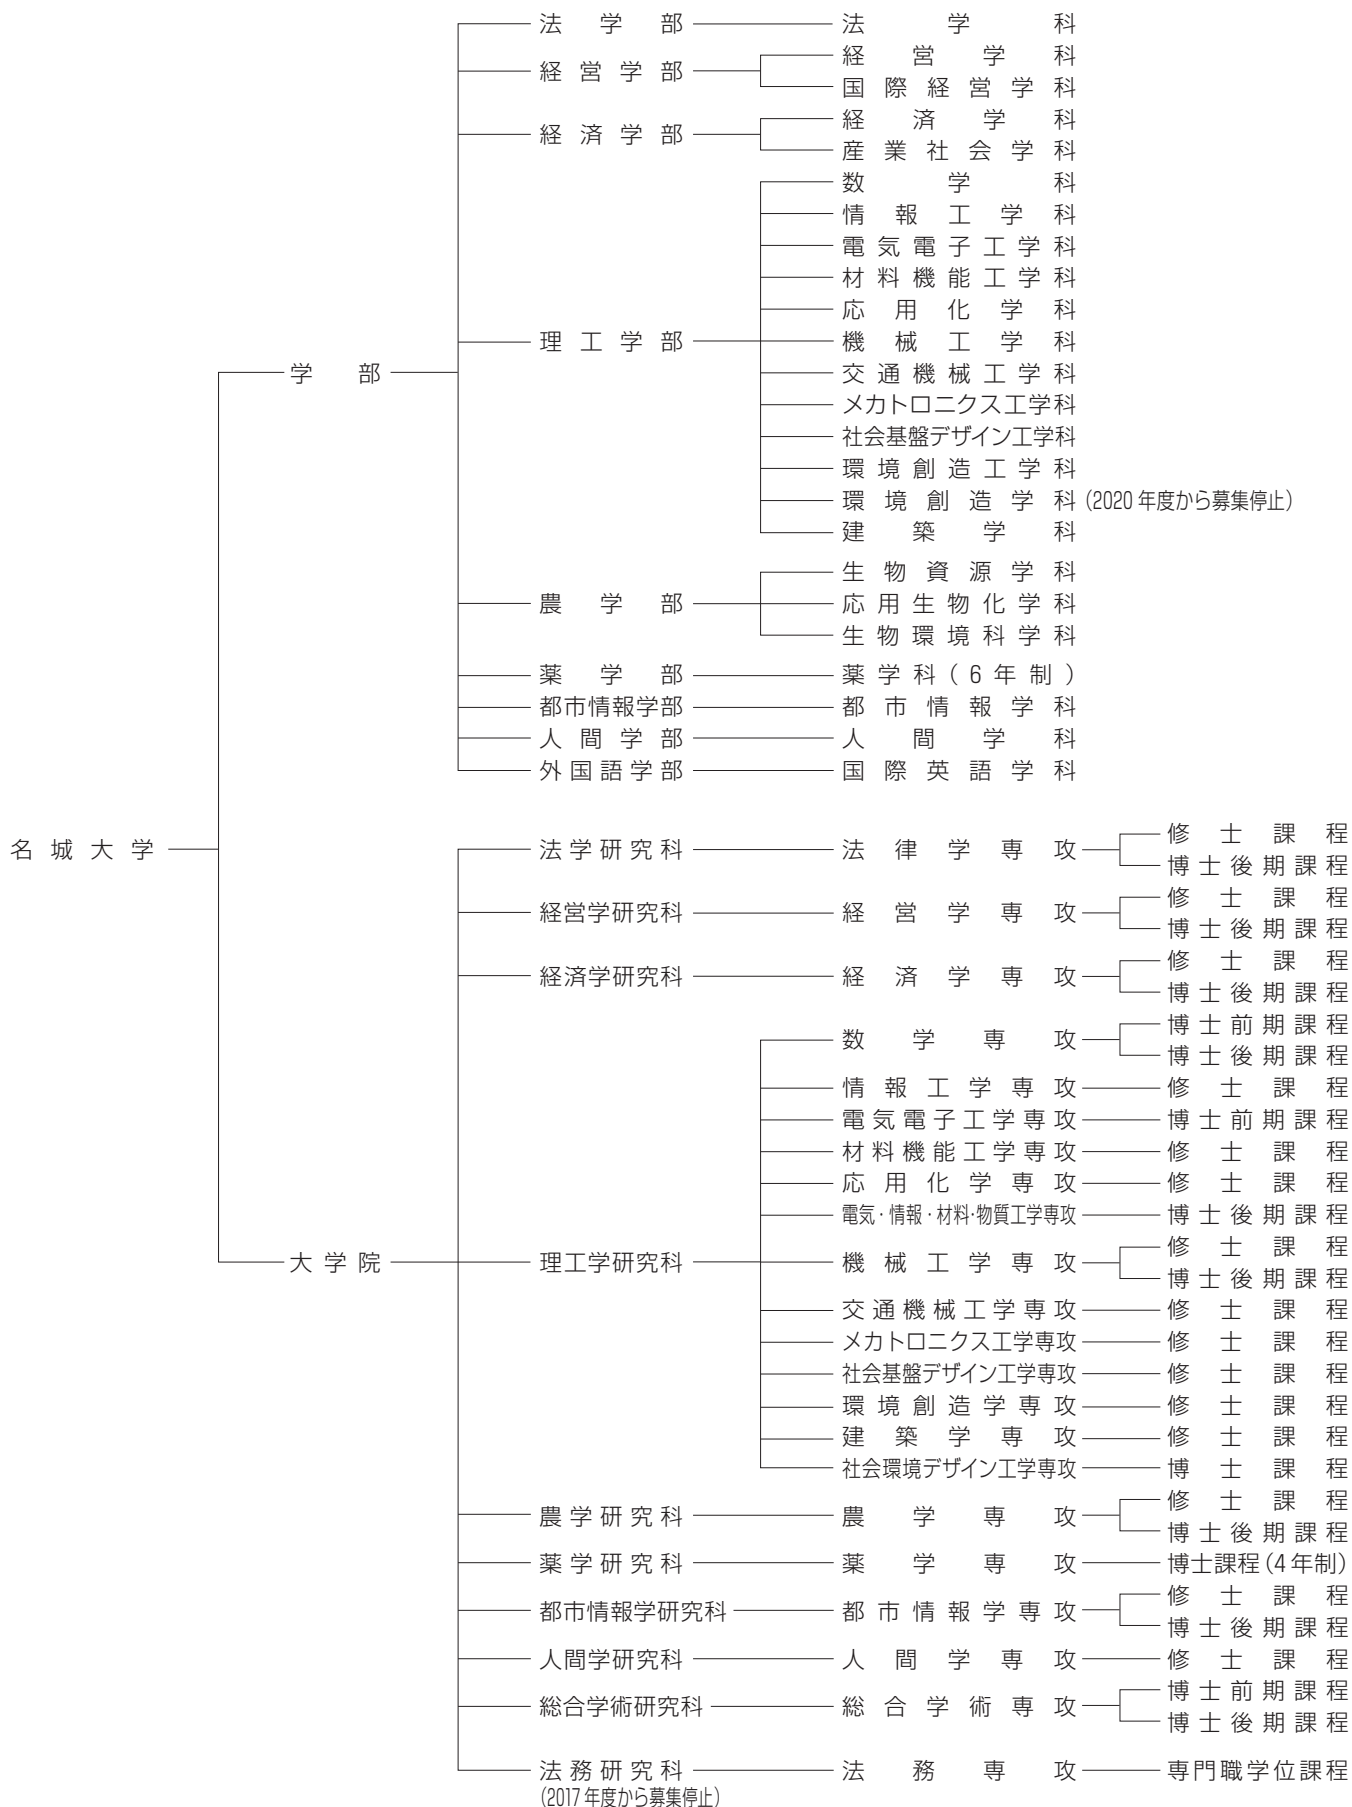 法学部 法学科
経営学部 経営学科
国際経営学科
経済学部 経済学科
産業社会学科
数学科
情報工学科
電気電子工学科
材料機能工学科
応用化学科
理工学部 機械工学科
学部 交通機械工学科
メカトロニクス工学科
社会基盤デザイン工学科
環境創造工学科
環境創造学科(2020年度から募集停止)
建築学科
生物資源学科
農学部 応用生物化学科
生物環境科学科
薬学部 薬学科(6年制)
都市情報学部 都市情報学科
人間学部 人間学科
外国語学部 国際英語学科
名城大学 法学研究科 法律学専攻 修士課程
博士後期課程
経営学研究科 経営学専攻 修士課程
博士後期課程
経済学研究科 経済学専攻 修士課程
博士後期課程
数学専攻 博士前期課程
博士後期課程
情報工学専攻 修士課程
電気電子工学専攻 博士前期課程
材料機能工学専攻 修士課程
応用化学専攻 修士課程
電気・情報・材料・物質工学専攻 博士後期課程
大学院 理工学研究科 機械工学専攻 修士課程
博士後期課程
交通機械工学専攻 修士課程
メカトロニクス工学専攻 修士課程
社会基盤デザイン工学専攻 修士課程
環境創造学専攻 修士課程
建築学専攻 修士課程
社会環境デザイン工学専攻 博士課程
農学研究科 農学専攻 修士課程
博士後期課程
薬学研究科 薬学専攻 博士課程(4年制)
都市情報学研究科 都市情報学専攻 修士課程
博士後期課程
人間学研究科 人間学専攻 修士課程
総合学術研究科 総合学術専攻 博士前期課程
博士後期課程
法務研究科 法務専攻 専門職学位課程
(2017年度から募集停止)